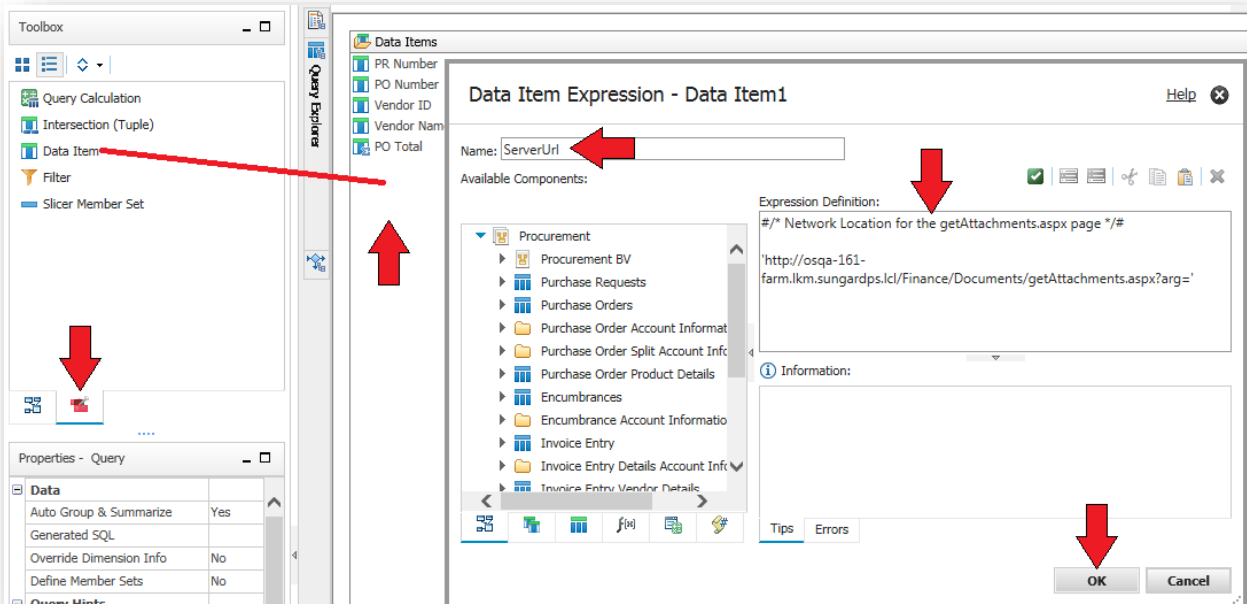 Toolbox
Query Calculation
Intersection (Tuple)
Data Item
Filter
Slicer Member Set
Properties - Query
Data
Auto Group & Summarize Yes
Generated SQL
Override Dimension Info No
Define Member Sets No
Query Hints
Query Explorer
Data Items
PR Number
PO Number
Vendor ID
Vendor Nam
PO Total
Data Item Expression - Data Item1
Help
Name: ServerUrl
Available Components:
Procurement
Procurement BV
Purchase Requests
Purchase Orders
Purchase Order Account Informat
Purchase Order Split Account Info
Purchase Order Product Details
Encumbrances
Encumbrance Account Informatio
Invoice Entry
Invoice Entry Details Account Info
Invoice Entry Vendor Details
Expression Definition:
#/* Network Location for the getAttachments.aspx page */#
'http://osqa-161-
farm.lkm.sungardps.lcl/Finance/Documents/getAttachments.aspx?arg='
Information:
Tips Errors
OK Cancel